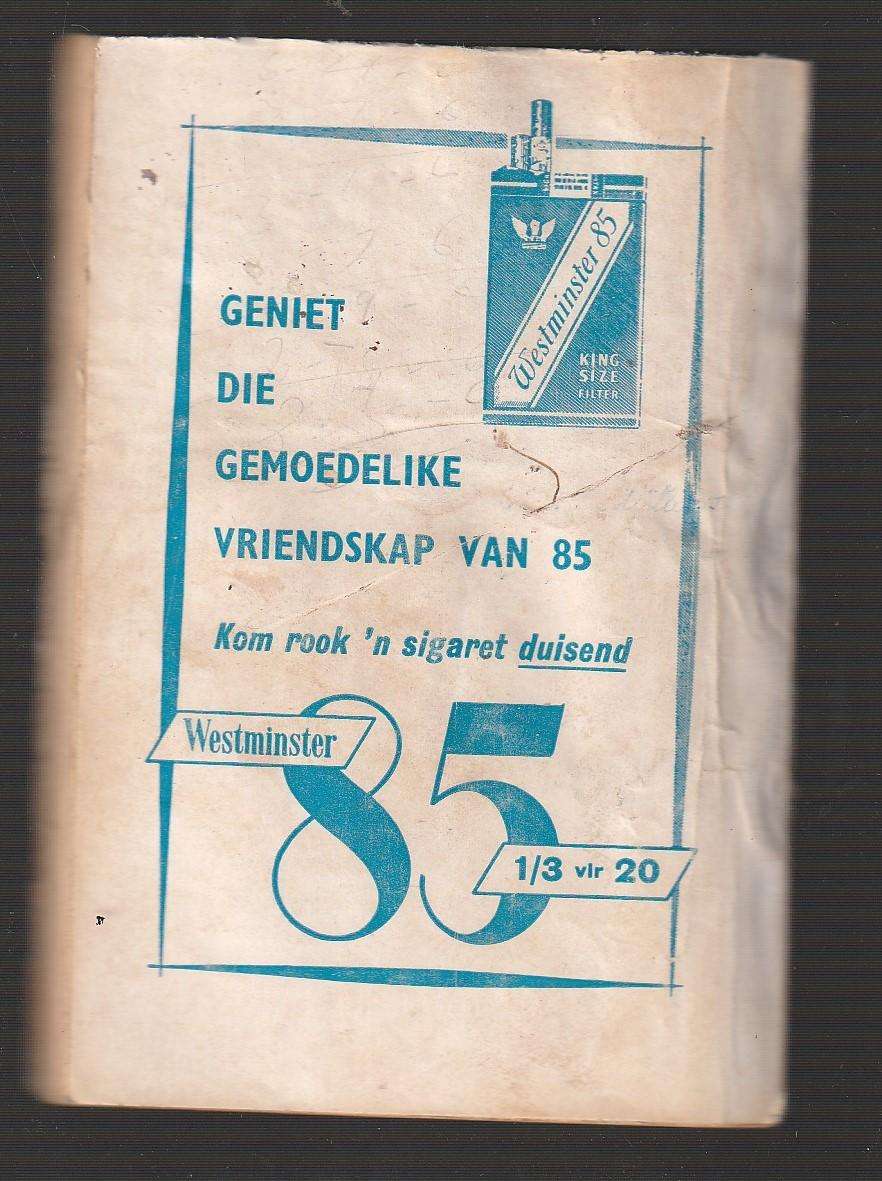 Westminster 85
KING
SIZE
FILTER
GENIET
DIE
GEMOEDELIKE
VRIENDSKAP VAN 85
Kom rook 'n sigaret duisend
Westminster
85
1/3 vir 20